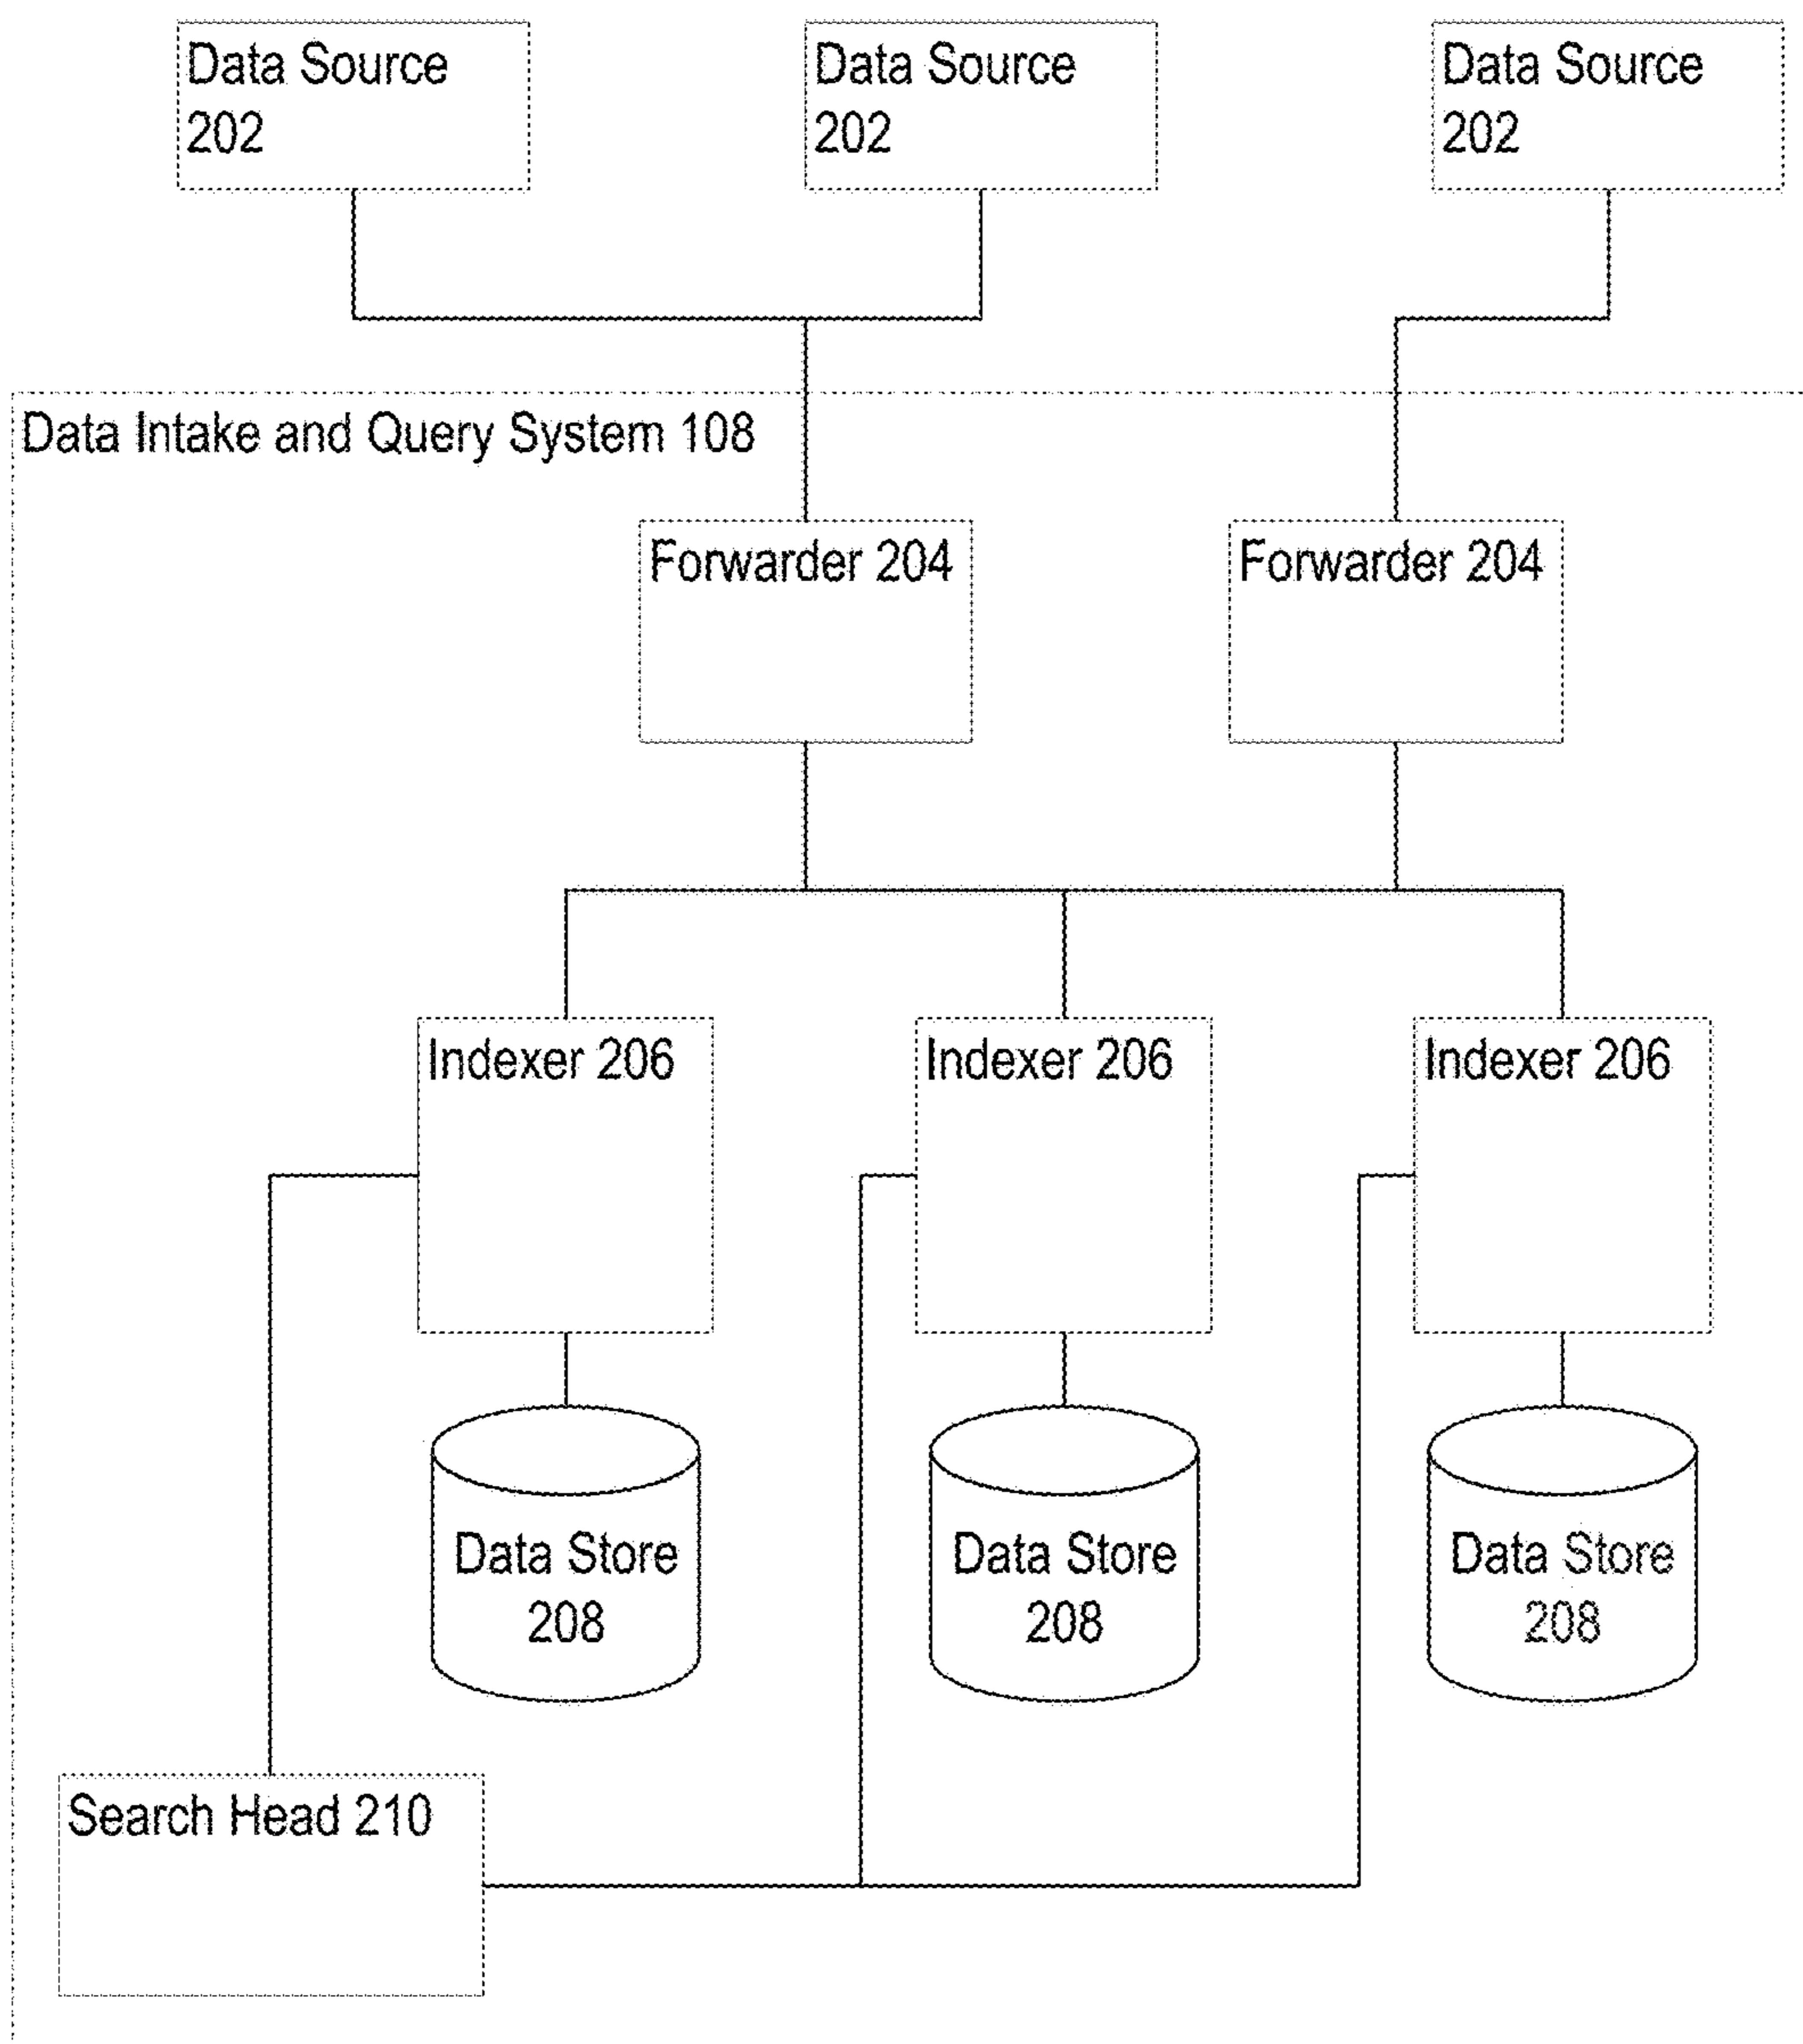 Data Source
202
Data Source
202
Data Source
202
Data Intake and Query System 108
Forwarder 204
Forwarder 204
Indexer 206
Indexer 206
Indexer 206
Data Store
208
Data Store
208
Data Store
208
Search Head 210